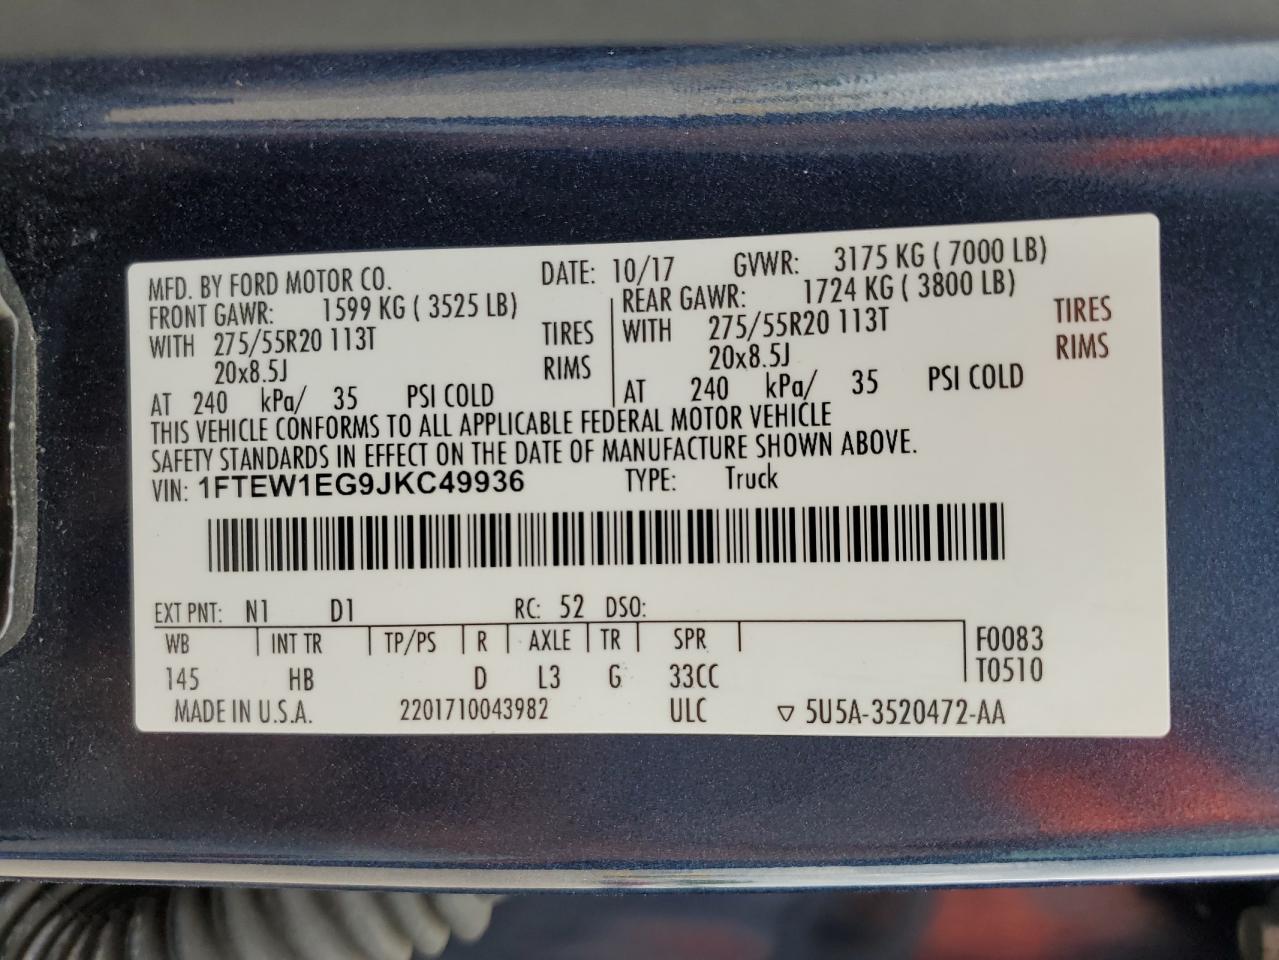 MFD. BY FORD MOTOR CO. DATE: 10/17 GVWR: 3175 KG ( 7000 LB)
FRONT GAWR: 1599 KG ( 3525 LB) REAR GAWR: 1724 KG ( 3800 LB)
WITH 275/55R20 113T TIRES WITH 275/55R20 113T TIRES
20x8.5J RIMS 20x8.5J RIMS
AT 240 kPa/ 35 PSI COLD AT 240 kPa/ 35 PSI COLD
THIS VEHICLE CONFORMS TO ALL APPLICABLE FEDERAL MOTOR VEHICLE
SAFETY STANDARDS IN EFFECT ON THE DATE OF MANUFACTURE SHOWN ABOVE.
VIN: 1FTEW1EG9JKC49936 TYPE: Truck
EXT PNT: N1 D1 RC: 52 DSO:
WB INT TR TP/PS R AXLE TR SPR F0083
145 HB D L3 G 33CC T0510
MADE IN U.S.A. 2201710043982 ULC ▽ 5U5A-3520472-AA